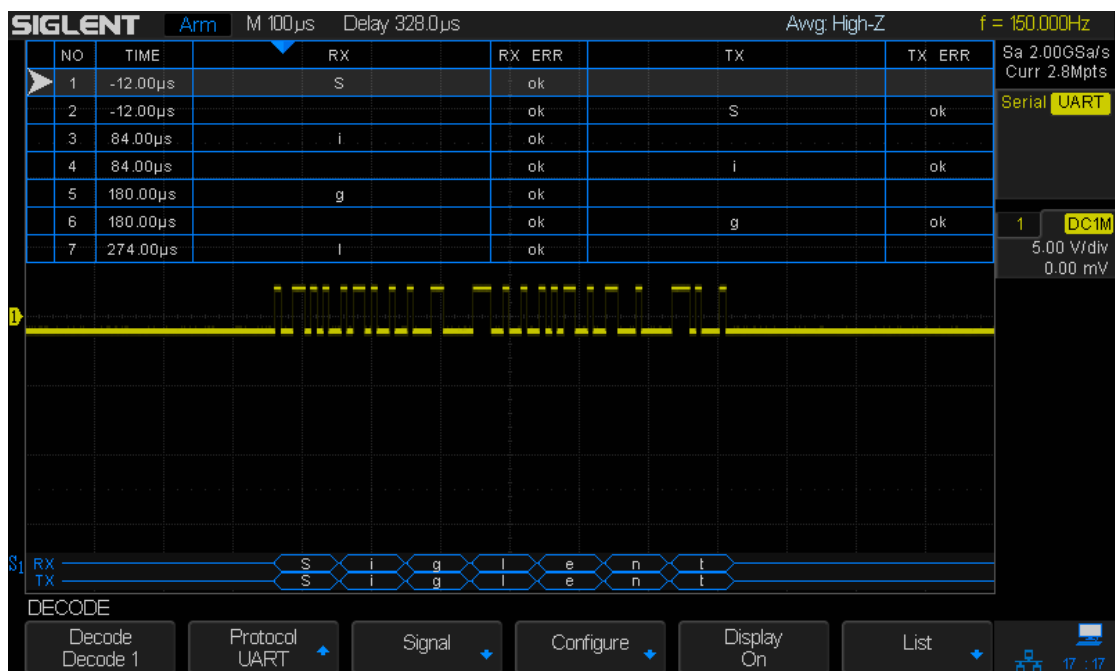 SIGLENT Arm M 100µs Delay 328.0µs Awg: High-Z f = 150.000Hz
NO TIME RX RX ERR TX TX ERR
1 -12.00µs S ok
2 -12.00µs ok S ok
3 84.00µs i ok
4 84.00µs ok i ok
5 180.00µs g ok
6 180.00µs ok g ok
7 274.00µs l ok
Sa 2.00GSa/s
Curr 2.8Mpts
Serial UART
1 DC1M
5.00 V/div
0.00 mV
1
S1 RX S i g l e n t
TX S i g l e n t
DECODE
Decode
Decode 1
Protocol
UART
Signal
Configure
Display
On
List
17 : 17